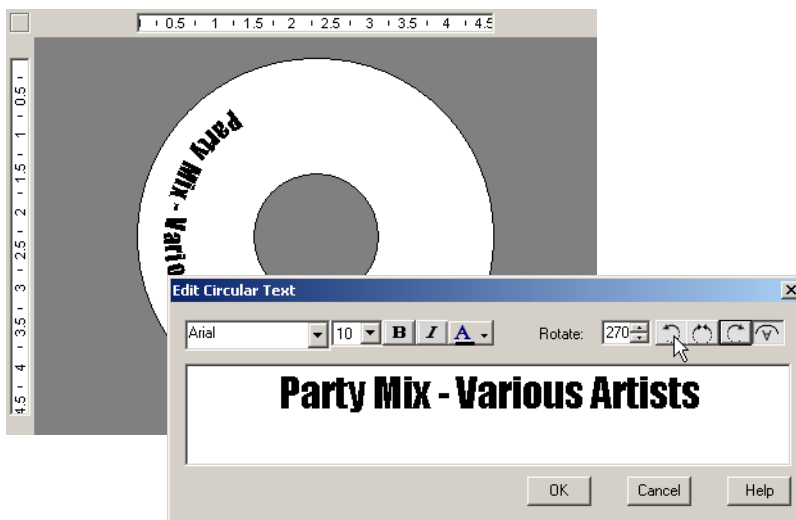 0.5 1 1.5 2 2.5 3 3.5 4 4.5
0.5 1 1.5 2 2.5 3 3.5 4 4.5
Party Mix - Vario
Edit Circular Text
Arial 10 B I A Rotate: 270 A
Party Mix - Various Artists
OK Cancel Help